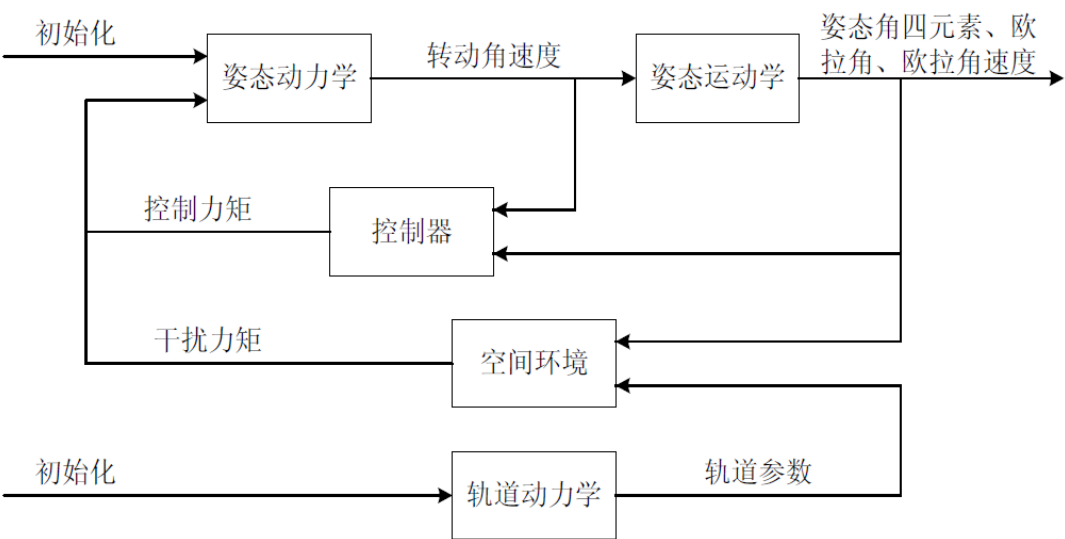 初始化
姿态动力学
转动角速度
姿态运动学
姿态角四元素、欧
拉角、欧拉角速度
控制力矩
控制器
干扰力矩
空间环境
初始化
轨道动力学
轨道参数